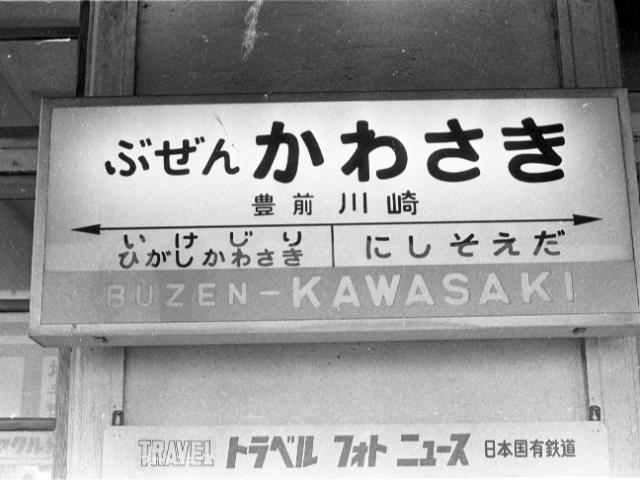 ぶぜんかわさき
豊前川崎
いけじり
ひがしかわさき
にしそえだ
BUZEN-KAWASAKI
TRAVEL トラベル フォト ニュース 日本国有鉄道